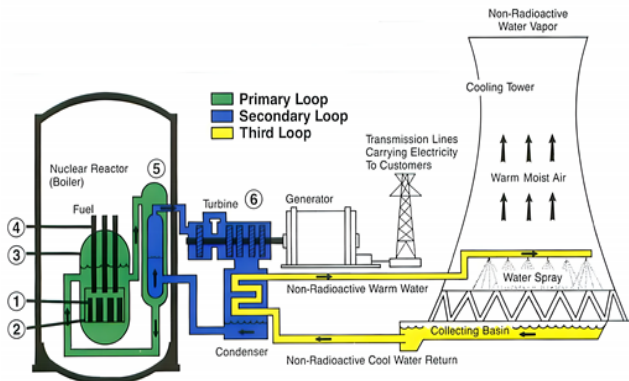 Non-Radioactive
Water Vapor
Cooling Tower
Primary Loop
Secondary Loop
Third Loop
Transmission Lines
Carrying Electricity
To Customers
Nuclear Reactor
(Boiler)
5
Warm Moist Air
Turbine
6
Generator
Fuel
4
3
Water Spray
Non-Radioactive Warm Water
1
2
Collecting Basin
Condenser
Non-Radioactive Cool Water Return